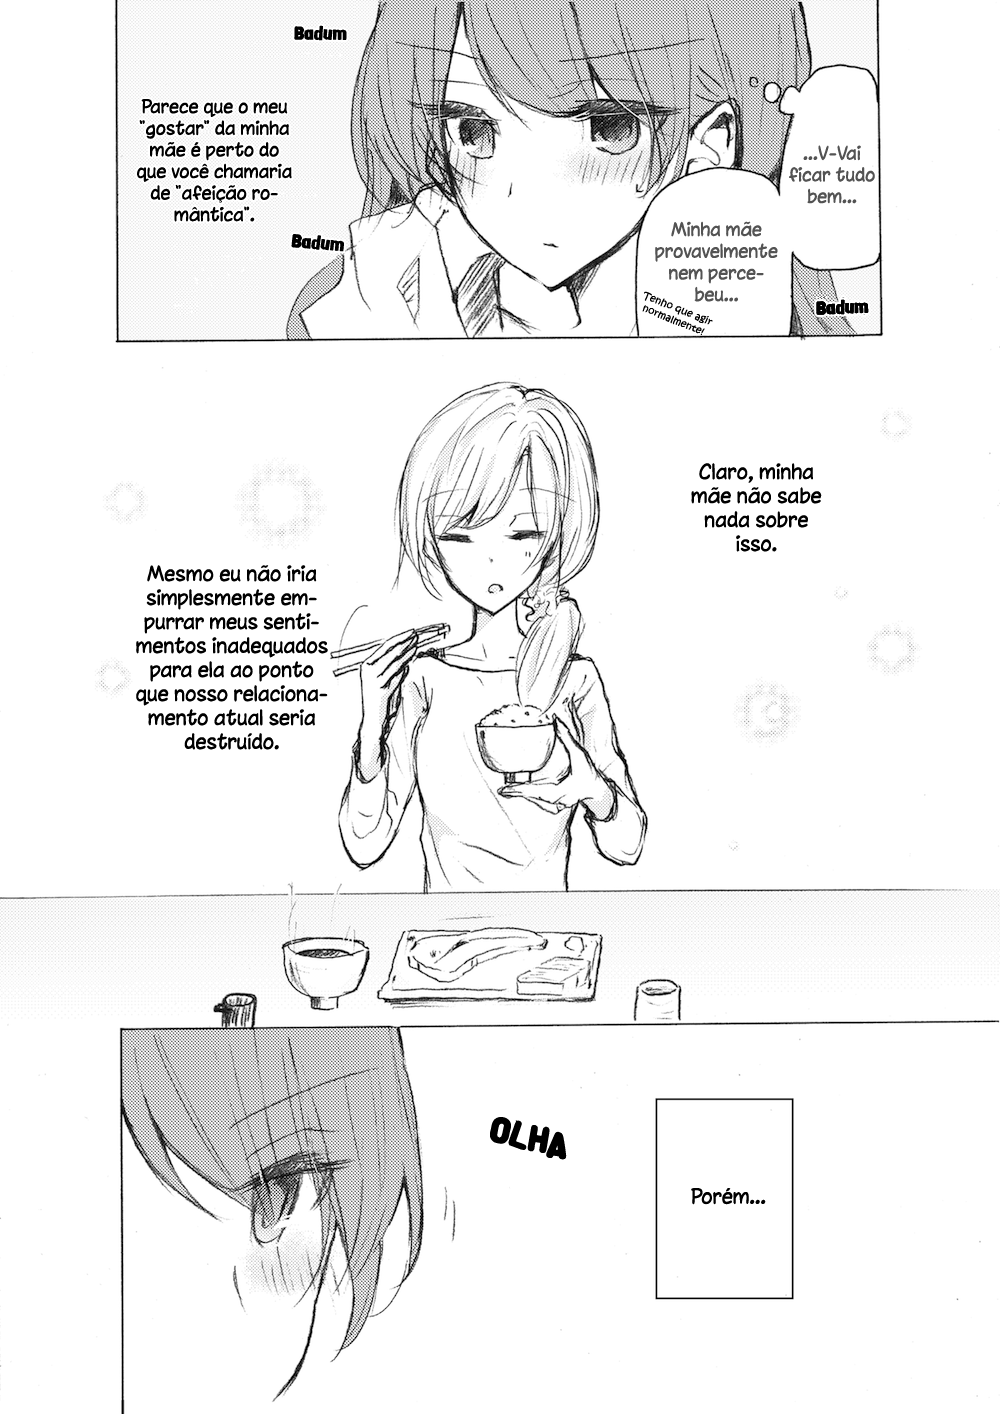 Badum
...V-Vai
ficar tudo
bem...
Minha mãe
provavelmente
nem perce-
beu...
Tenho que agir
normalmente!
Badum
Parece que o meu
"gostar" da minha
mãe é perto do
que você chamaria
de "afeição ro-
mântica".
Badum
Claro, minha
mãe não sabe
nada sobre
isso.
Mesmo eu não iria
simplesmente em-
purrar meus senti-
mentos inadequados
para ela ao ponto
que nosso relaciona-
mento atual seria
destruído.
Porém...
OLHA